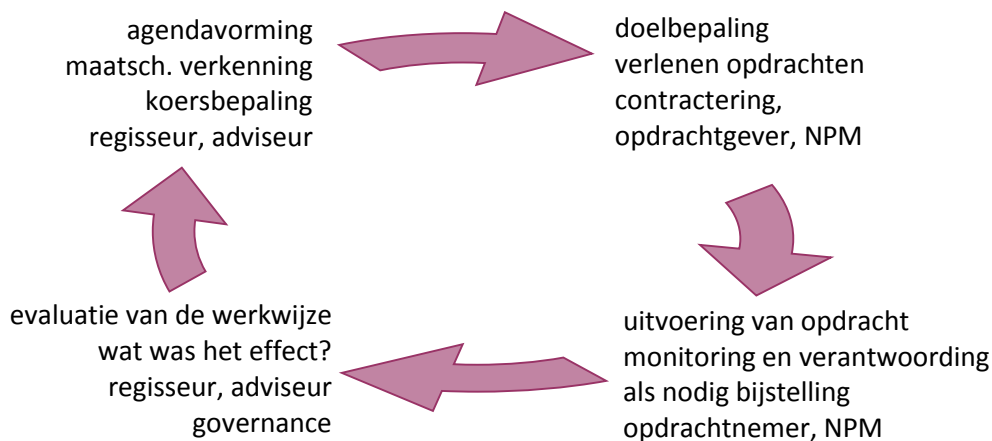 agendavorming
maatsch. verkenning
koersbepaling
regisseur, adviseur
doelbepaling
verlenen opdrachten
contractering,
opdrachtgever, NPM
evaluatie van de werkwijze
wat was het effect?
regisseur, adviseur
governance
uitvoering van opdracht
monitoring en verantwoording
als nodig bijstelling
opdrachtnemer, NPM